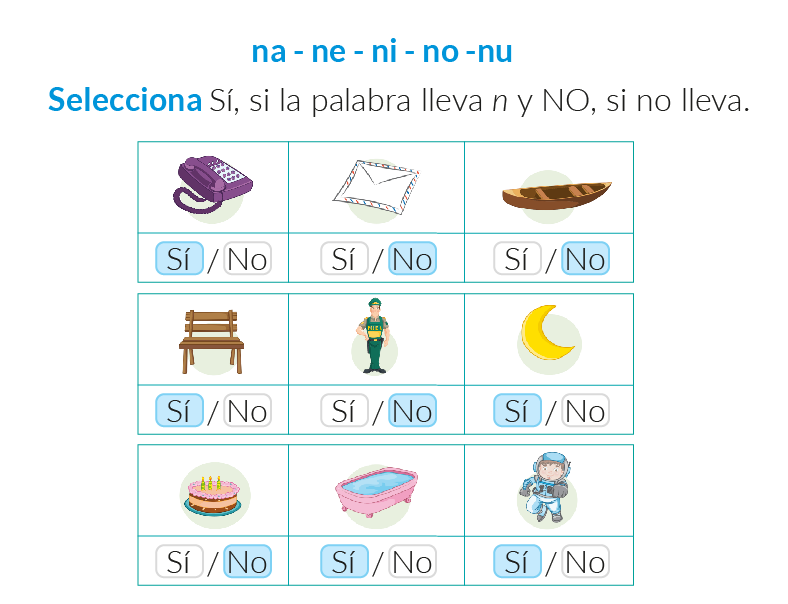 na - ne - ni - no -nu
Selecciona Sí, si la palabra lleva n y NO, si no lleva.
Sí / No Sí / No Sí / No
MIEL
Sí / No Sí / No Sí / No
Sí / No Sí / No Sí / No